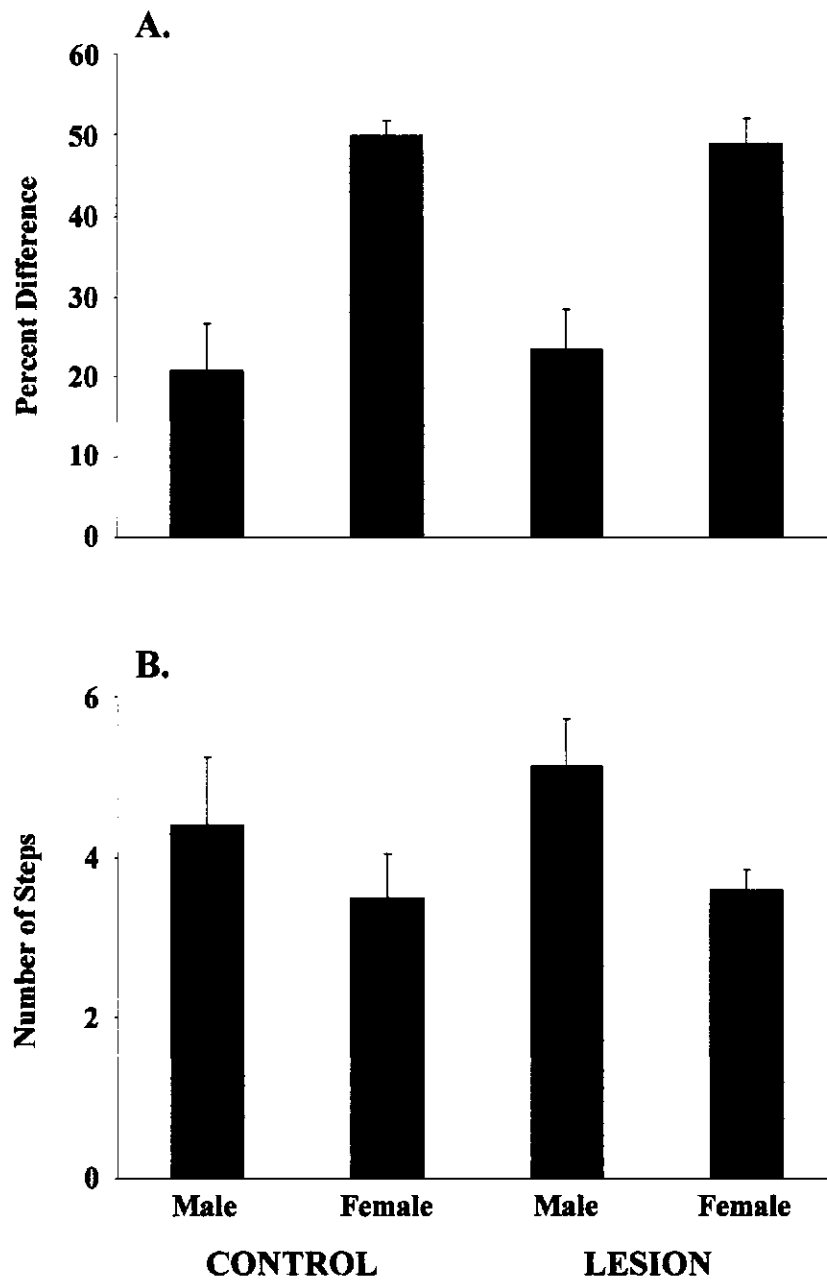 A.
60
50
40
30
20
10
0
Percent Difference
B.
6
4
2
0
Number of Steps
Male Female Male Female
CONTROL LESION